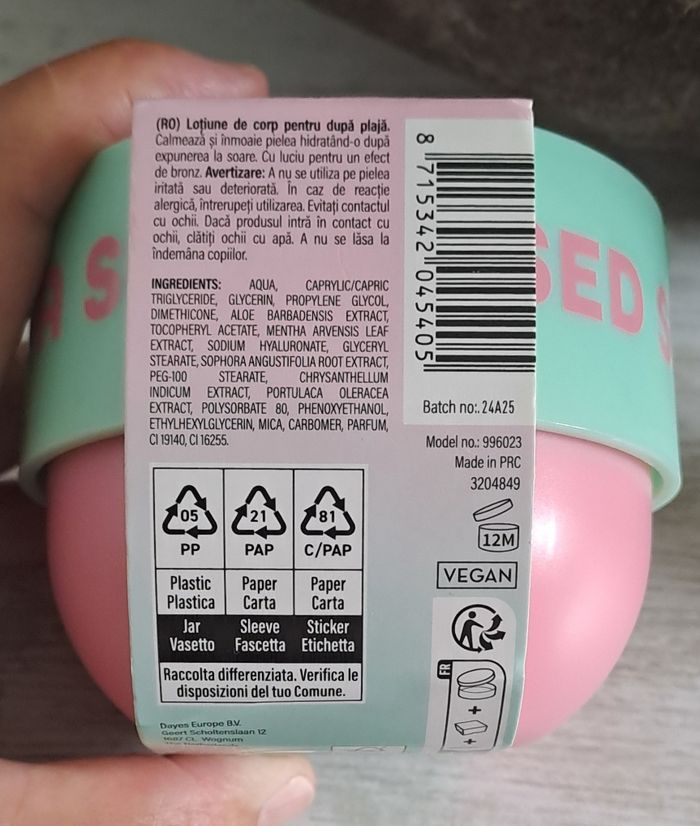 (RO) Loțiune de corp pentru după plajă.
Calmează și înmoaie pielea hidratând-o după
expunerea la soare. Cu luciu pentru un efect
de bronz. Avertizare: A nu se utiliza pe pielea
iritată sau deteriorată. În caz de reacție
alergică, întrerupeți utilizarea. Evitați contactul
cu ochii. Dacă produsul intră în contact cu
ochii, clătiți ochii cu apă. A nu se lăsa la
îndemâna copiilor.
INGREDIENTS: AQUA, CAPRYLIC/CAPRIC
TRIGLYCERIDE, GLYCERIN, PROPYLENE GLYCOL,
DIMETHICONE, ALOE BARBADENSIS EXTRACT,
TOCOPHERYL ACETATE, MENTHA ARVENSIS LEAF
EXTRACT, SODIUM HYALURONATE, GLYCERYL
STEARATE, SOPHORA ANGUSTIFOLIA ROOT EXTRACT,
PEG-100 STEARATE, CHRYSANTHELLUM
INDICUM EXTRACT, PORTULACA OLERACEA
EXTRACT, POLYSORBATE 80, PHENOXYETHANOL,
ETHYLHEXYLGLYCERIN, MICA, CARBOMER, PARFUM,
CI 19140, CI 16255.
8 715342 045405
Batch no:. 24A25
Model no.: 996023
Made in PRC
3204849
12M
VEGAN
FR
+
+
05 21 81
PP PAP C/PAP
Plastic Paper Paper
Plastica Carta Carta
Jar Sleeve Sticker
Vasetto Fascetta Etichetta
Raccolta differenziata. Verifica le
disposizioni del tuo Comune.
Dayes Europe B.V.
Geert Scholtenslaan 12
1687 CL Wognum
The Netherlands
A S
SED S